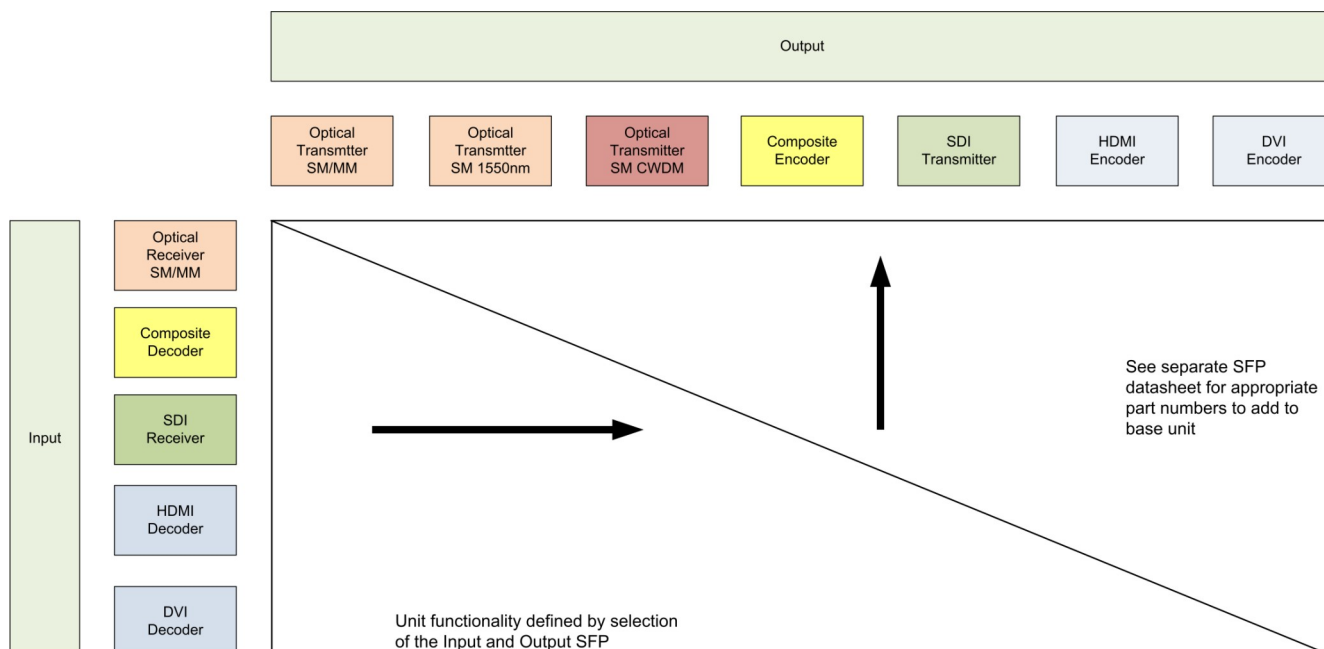 Output
Optical
Transmtter
SM/MM
Optical
Transmtter
SM 1550nm
Optical
Transmitter
SM CWDM
Composite
Encoder
SDI
Transmitter
HDMI
Encoder
DVI
Encoder
Input
Optical
Receiver
SM/MM
Composite
Decoder
SDI
Receiver
HDMI
Decoder
DVI
Decoder
See separate SFP
datasheet for appropriate
part numbers to add to
base unit
Unit functionality defined by selection
of the Input and Output SFP